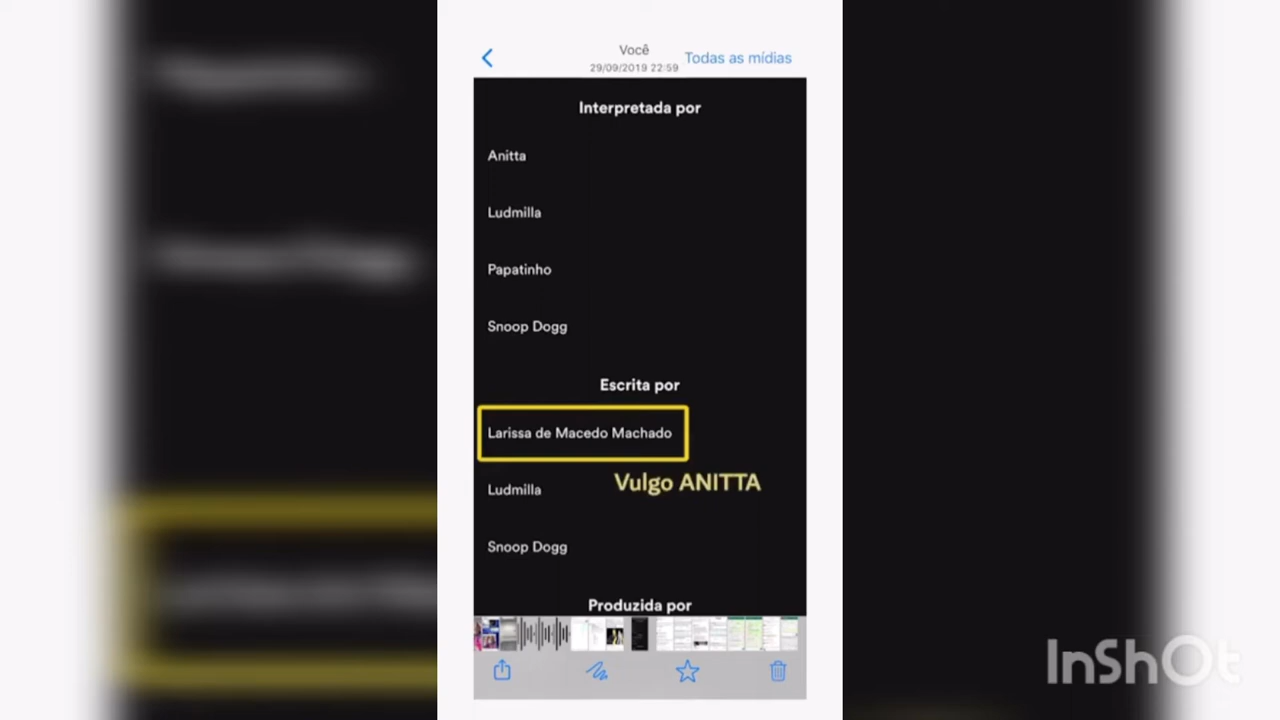 Você
29/09/2019 22:59
Todas as mídias
Interpretada por
Anitta
Ludmilla
Papatinho
Snoop Dogg
Escrita por
Larissa de Macedo Machado
Vulgo ANITTA
Ludmilla
Snoop Dogg
Produzida por
InShOt